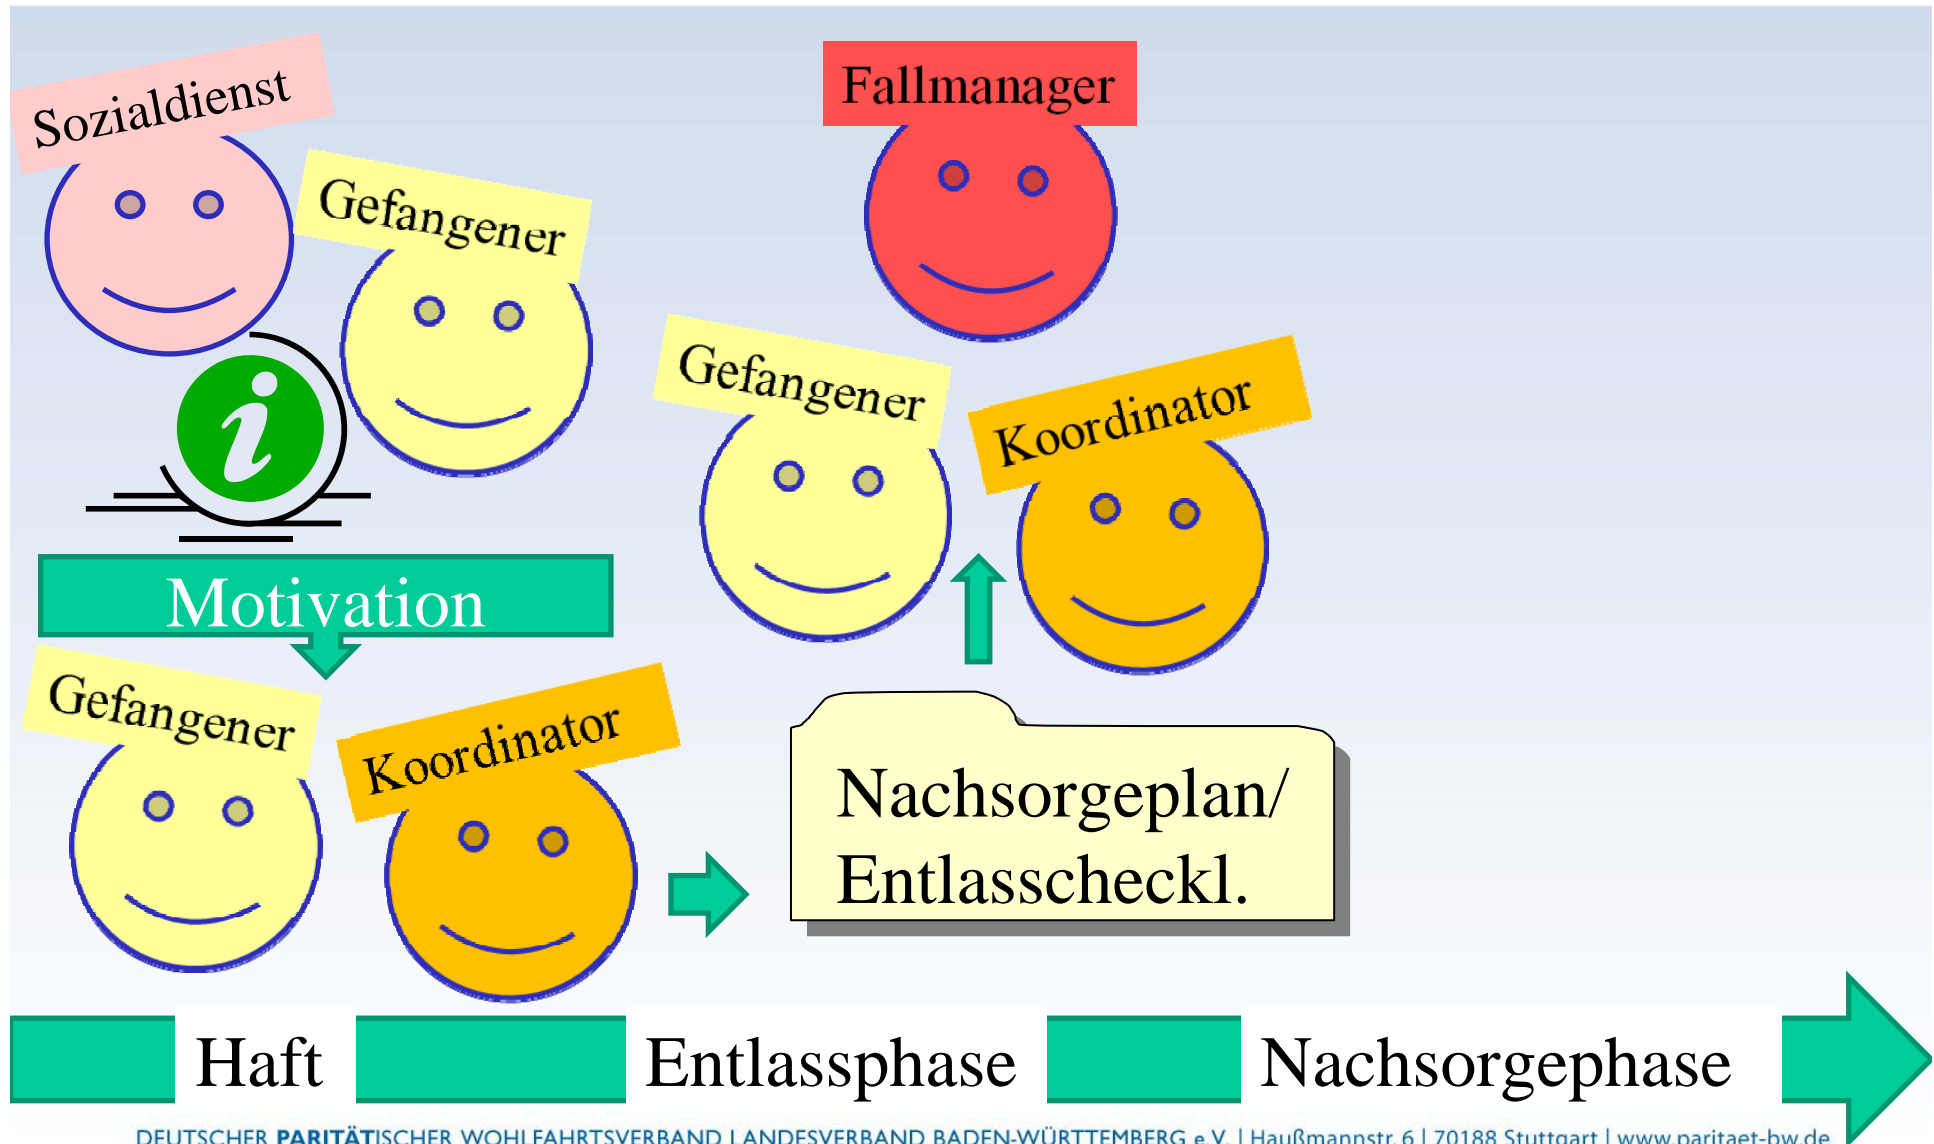 Sozialdienst
Gefangener
Motivation
Gefangener
Koordinator
Fallmanager
Gefangener
Koordinator
Nachsorgeplan/
Entlasscheckl.
Haft
Entlassphase
Nachsorgephase
DEUTSCHER PARITÄTISCHER WOHLFAHRTSVERBAND LANDESVERBAND BADEN-WÜRTTEMBERG e.V. | Haußmannstr. 6 | 70188 Stuttgart | www.paritaet-bw.de